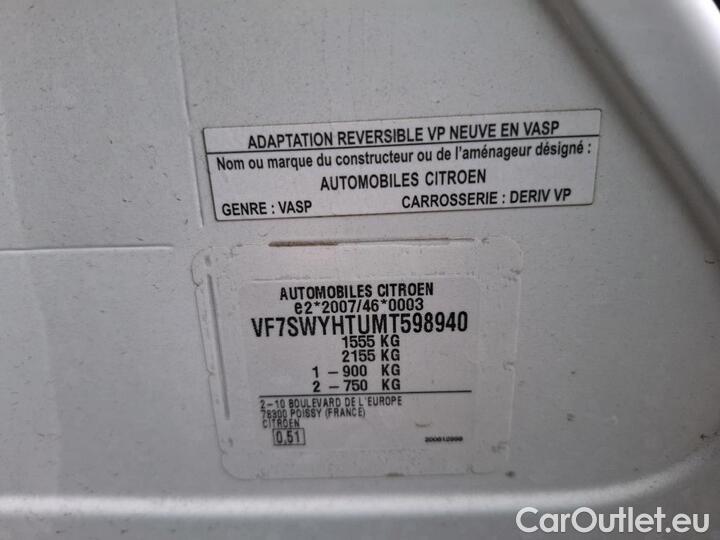 ADAPTATION REVERSIBLE VP NEUVE EN VASP
Nom ou marque du constructeur ou de l'aménageur désigné :
AUTOMOBILES CITROEN
GENRE : VASP CARROSSERIE : DERIV VP
AUTOMOBILES CITROEN
e2*2007/46*0003
VF7SWYHTUMT598940
1555 KG
2155 KG
1 - 900 KG
2 - 750 KG
2-10 BOULEVARD DE L'EUROPE
78300 POISSY (FRANCE)
CITROEN
0,51
CarOutlet.eu